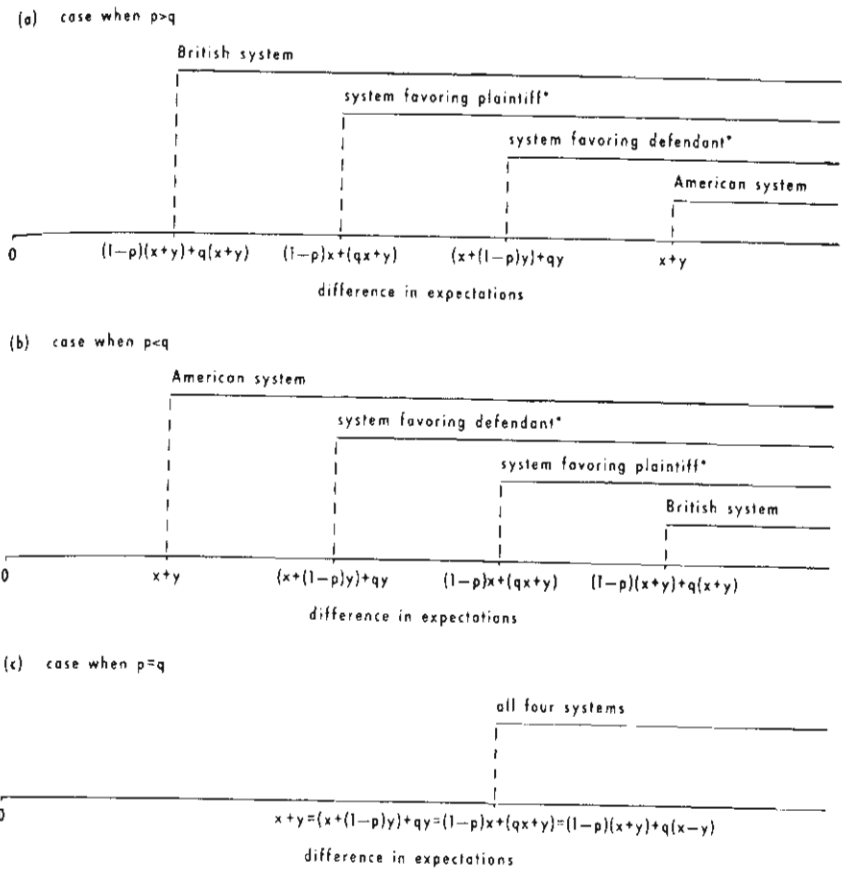 (a) case when p>q
British system
system favoring plaintiff*
system favoring defendant*
American system
0 (1–p)(x+y)+q(x+y) (1–p)x+(qx+y) (x+(1–p)y)+qy x+y
difference in expectations
(b) case when p<q
American system
system favoring defendant*
system favoring plaintiff*
British system
0 x+y (x+(1–p)y)+qy (1–p)x+(qx+y) (1–p)(x+y)+q(x+y)
difference in expectations
(c) case when p=q
all four systems
0 x+y=(x+(1–p)y)+qy=(1–p)x+(qx+y)=(1–p)(x+y)+q(x–y)
difference in expectations